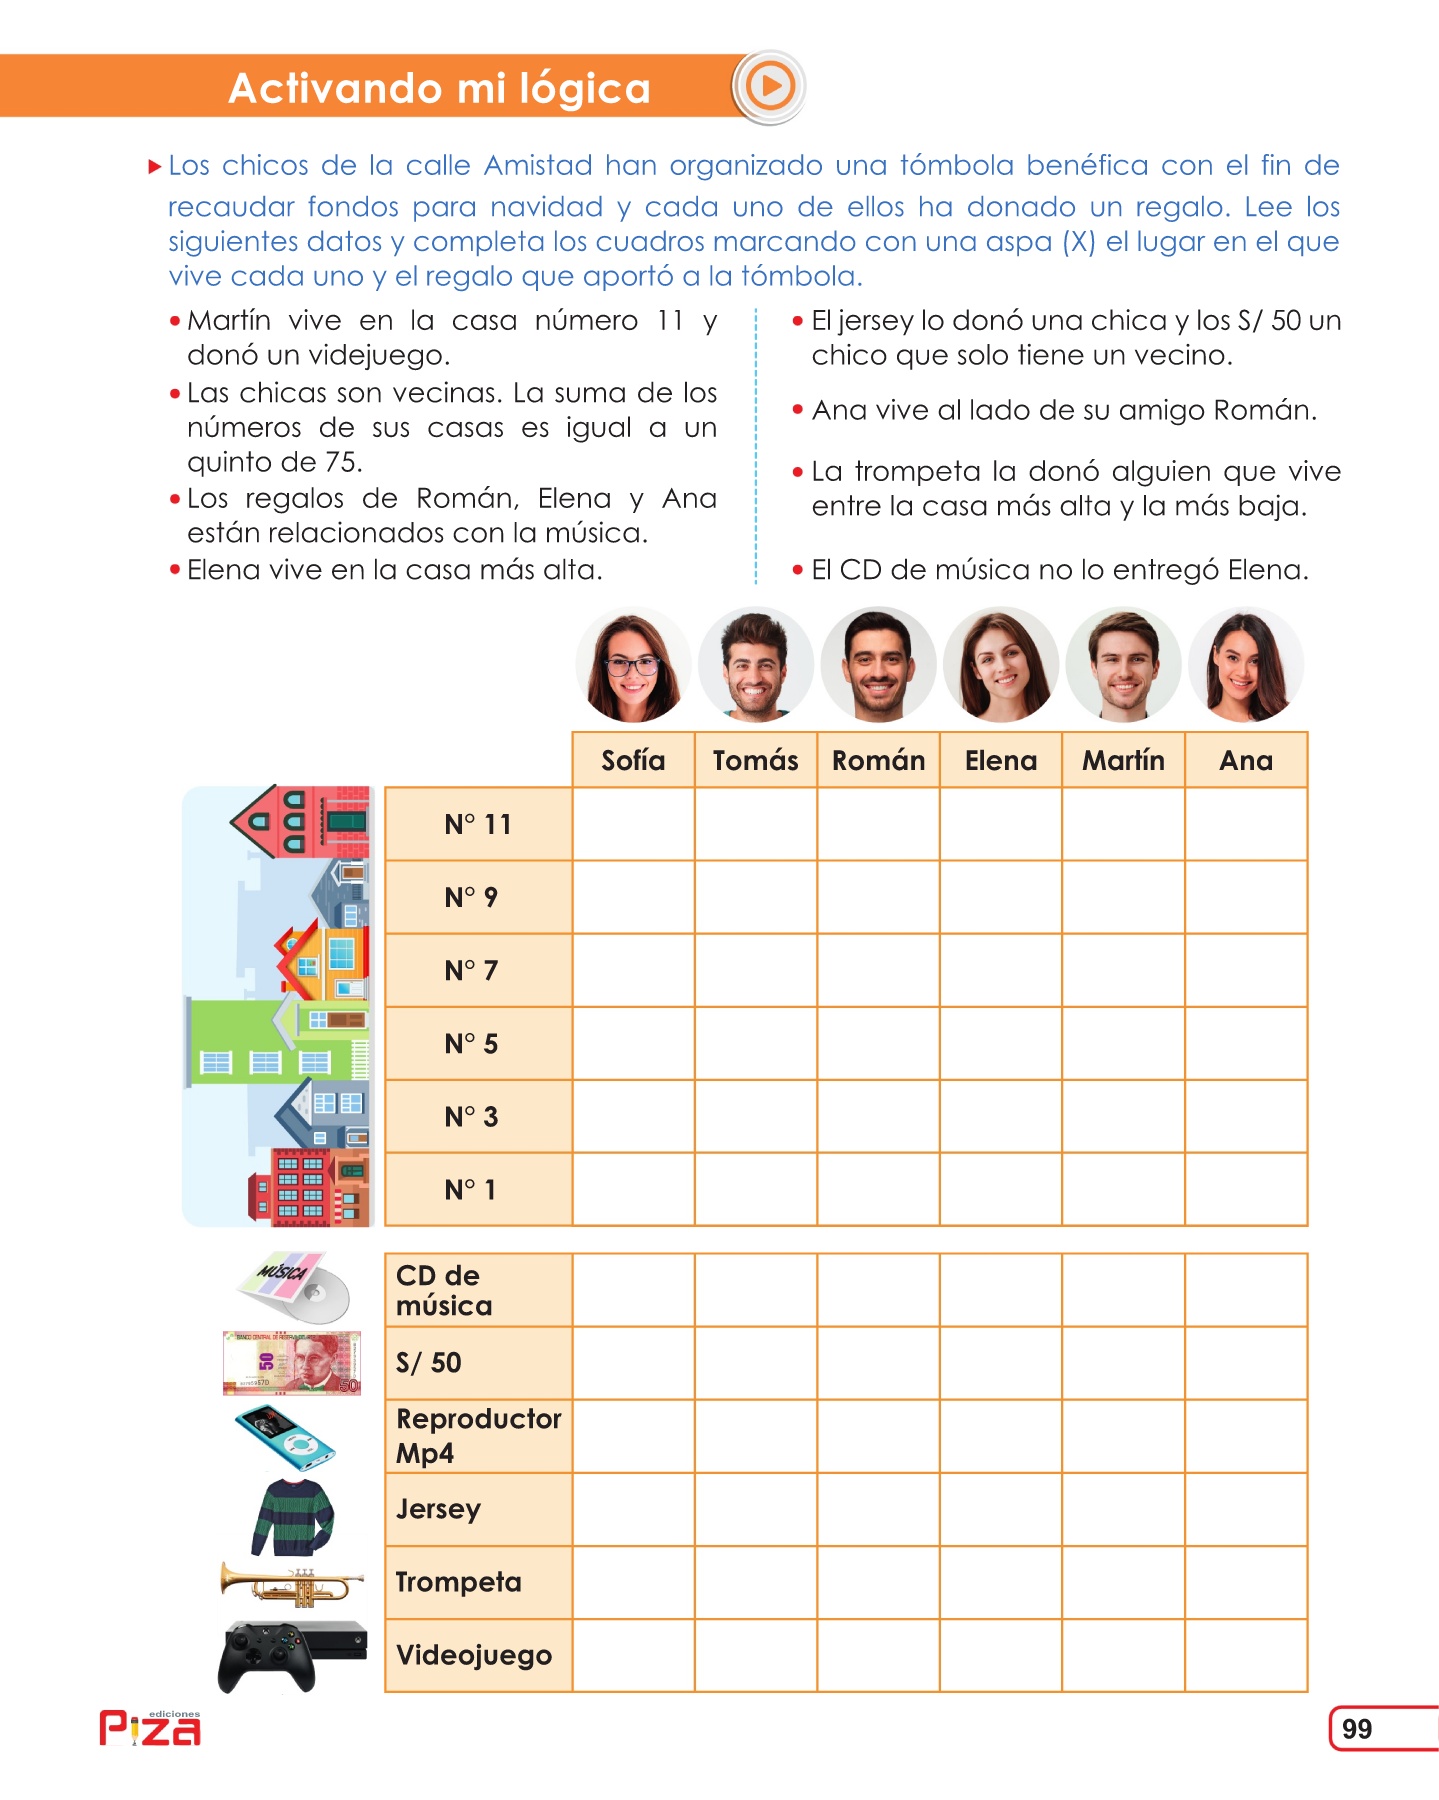 Activando mi lógica
Los chicos de la calle Amistad han organizado una tómbola benéfica con el fin de
recaudar fondos para navidad y cada uno de ellos ha donado un regalo. Lee los
siguientes datos y completa los cuadros marcando con una aspa (X) el lugar en el que
vive cada uno y el regalo que aportó a la tómbola.
• Martín vive en la casa número 11 y
donó un videjuego.
• Las chicas son vecinas. La suma de los
números de sus casas es igual a un
quinto de 75.
• Los regalos de Román, Elena y Ana
están relacionados con la música.
• Elena vive en la casa más alta.
• El jersey lo donó una chica y los S/ 50 un
chico que solo tiene un vecino.
• Ana vive al lado de su amigo Román.
• La trompeta la donó alguien que vive
entre la casa más alta y la más baja.
• El CD de música no lo entregó Elena.
Sofía Tomás Román Elena Martín Ana
N° 11
N° 9
N° 7
N° 5
N° 3
N° 1
MÚSICA
CD de
música
50
50
S/ 50
Reproductor
Mp4
Jersey
Trompeta
Videojuego
ediciones
Piza
99